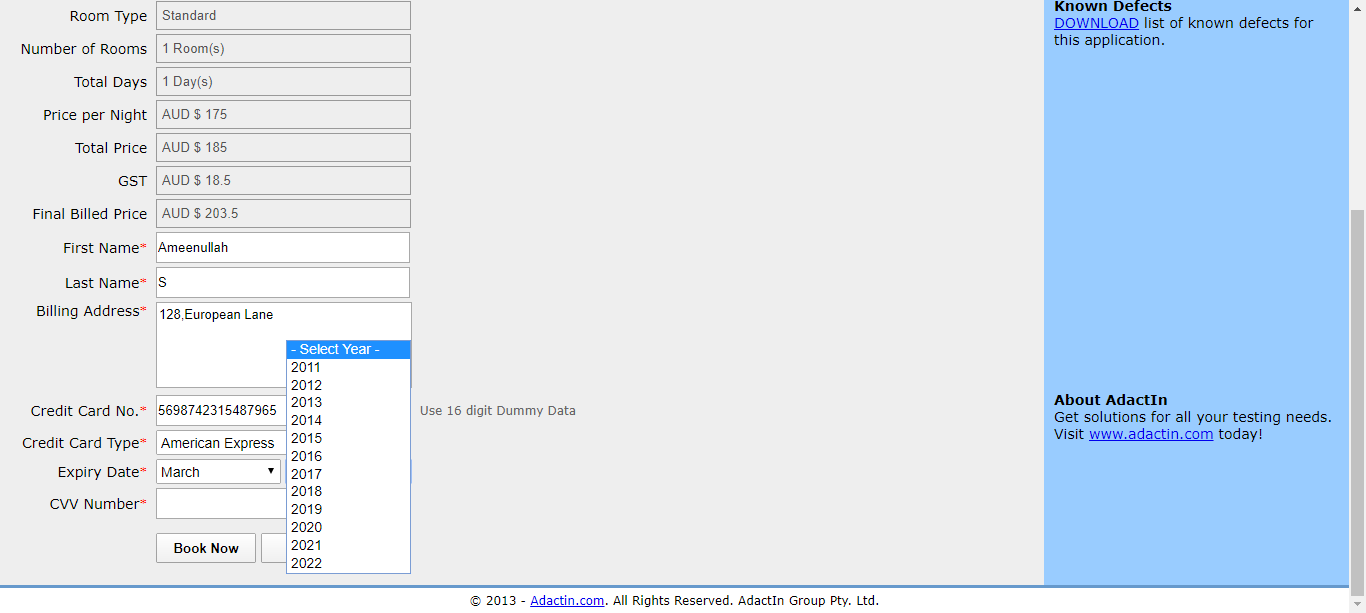 Room Type Standard
Number of Rooms 1 Room(s)
Total Days 1 Day(s)
Price per Night AUD $ 175
Total Price AUD $ 185
GST AUD $ 18.5
Final Billed Price AUD $ 203.5
First Name* Ameenullah
Last Name* S
Billing Address* 128,European Lane
- Select Year -
2011
2012
2013
2014
2015
2016
2017
2018
2019
2020
2021
2022
Credit Card No.* 5698742315487965 Use 16 digit Dummy Data
Credit Card Type* American Express
Expiry Date* March
CVV Number*
Book Now
Known Defects
DOWNLOAD list of known defects for
this application.
About AdactIn
Get solutions for all your testing needs.
Visit www.adactin.com today!
© 2013 - Adactin.com. All Rights Reserved. AdactIn Group Pty. Ltd.